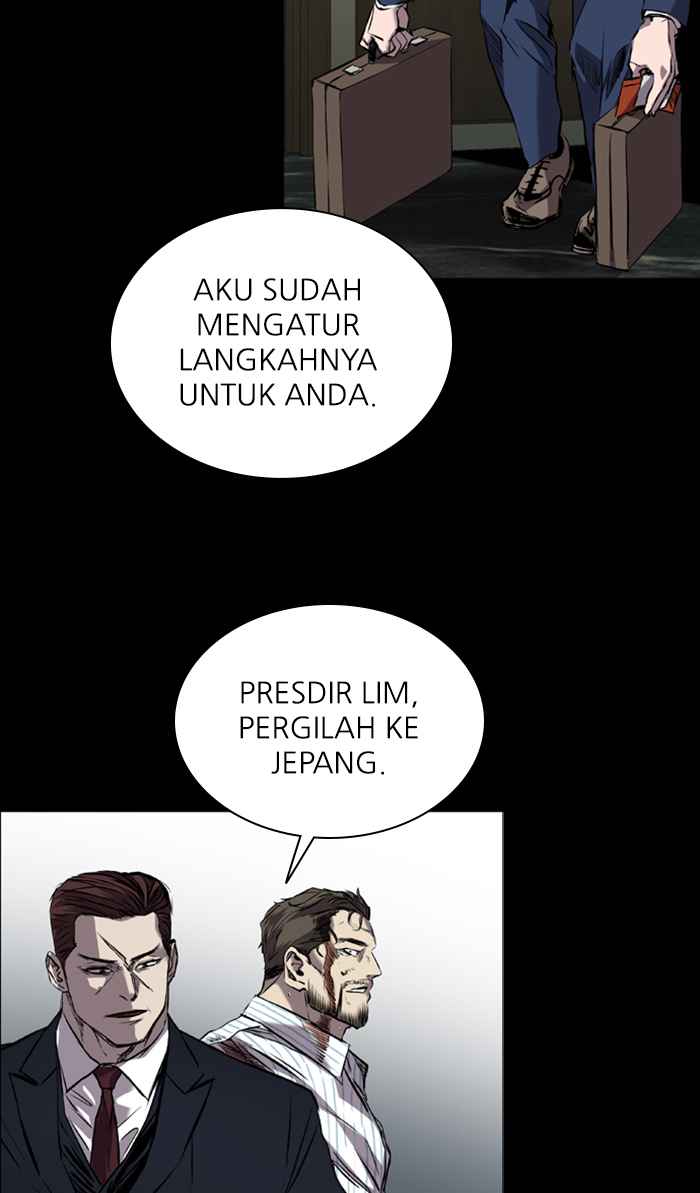 AKU SUDAH
MENGATUR
LANGKAHNYA
UNTUK ANDA.
PRESDIR LIM,
PERGILAH KE
JEPANG.